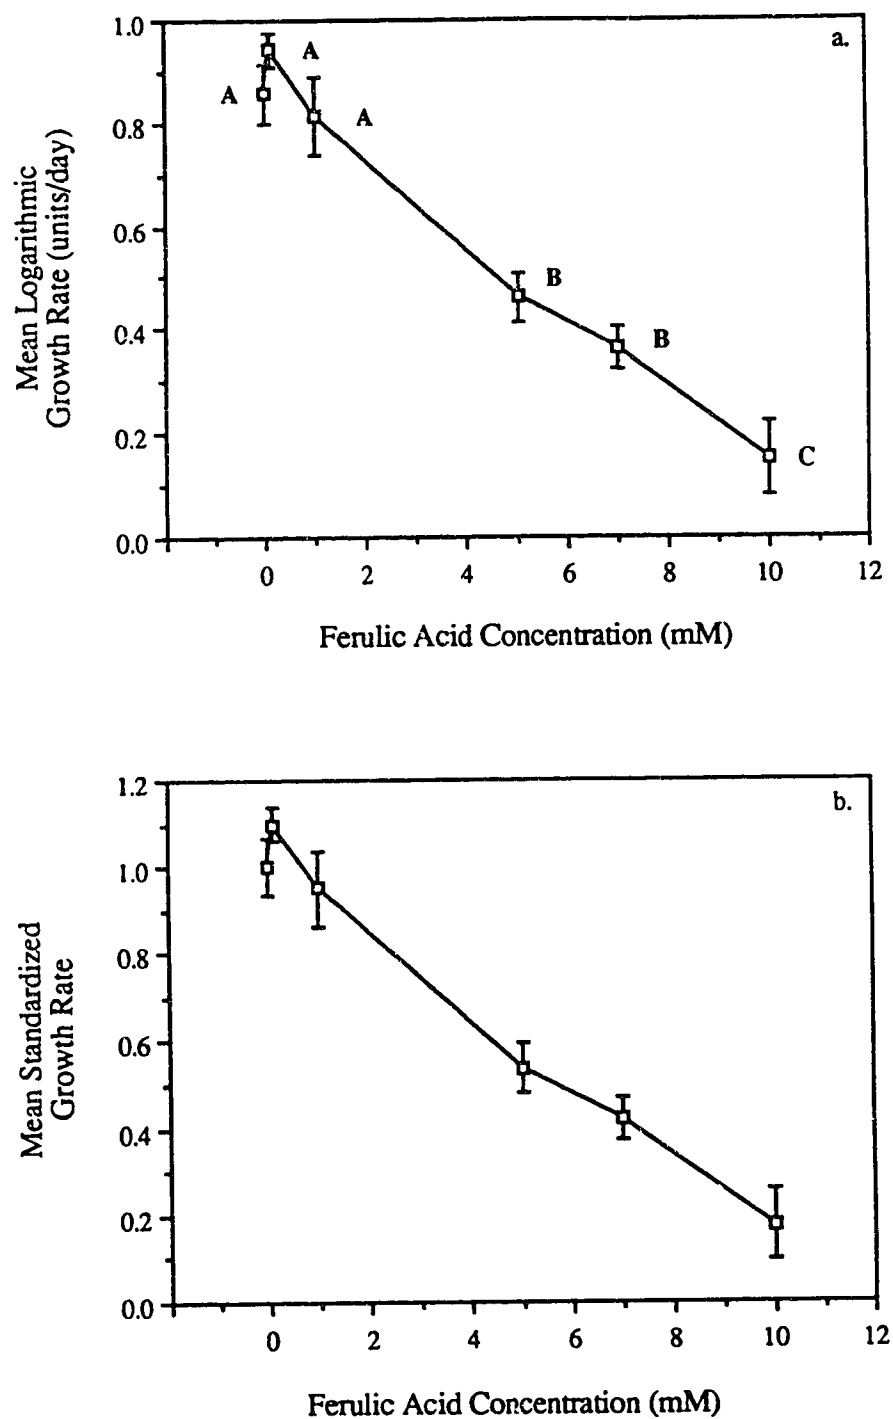 a.
1.0
A
A
A
0.8
Mean Logarithmic
Growth Rate (units/day)
0.6
B
0.4
B
0.2
C
0.0
0 2 4 6 8 10 12
Ferulic Acid Concentration (mM)
b.
1.2
1.0
0.8
Mean Standardized
Growth Rate
0.6
0.4
0.2
0.0
0 2 4 6 8 10 12
Ferulic Acid Concentration (mM)